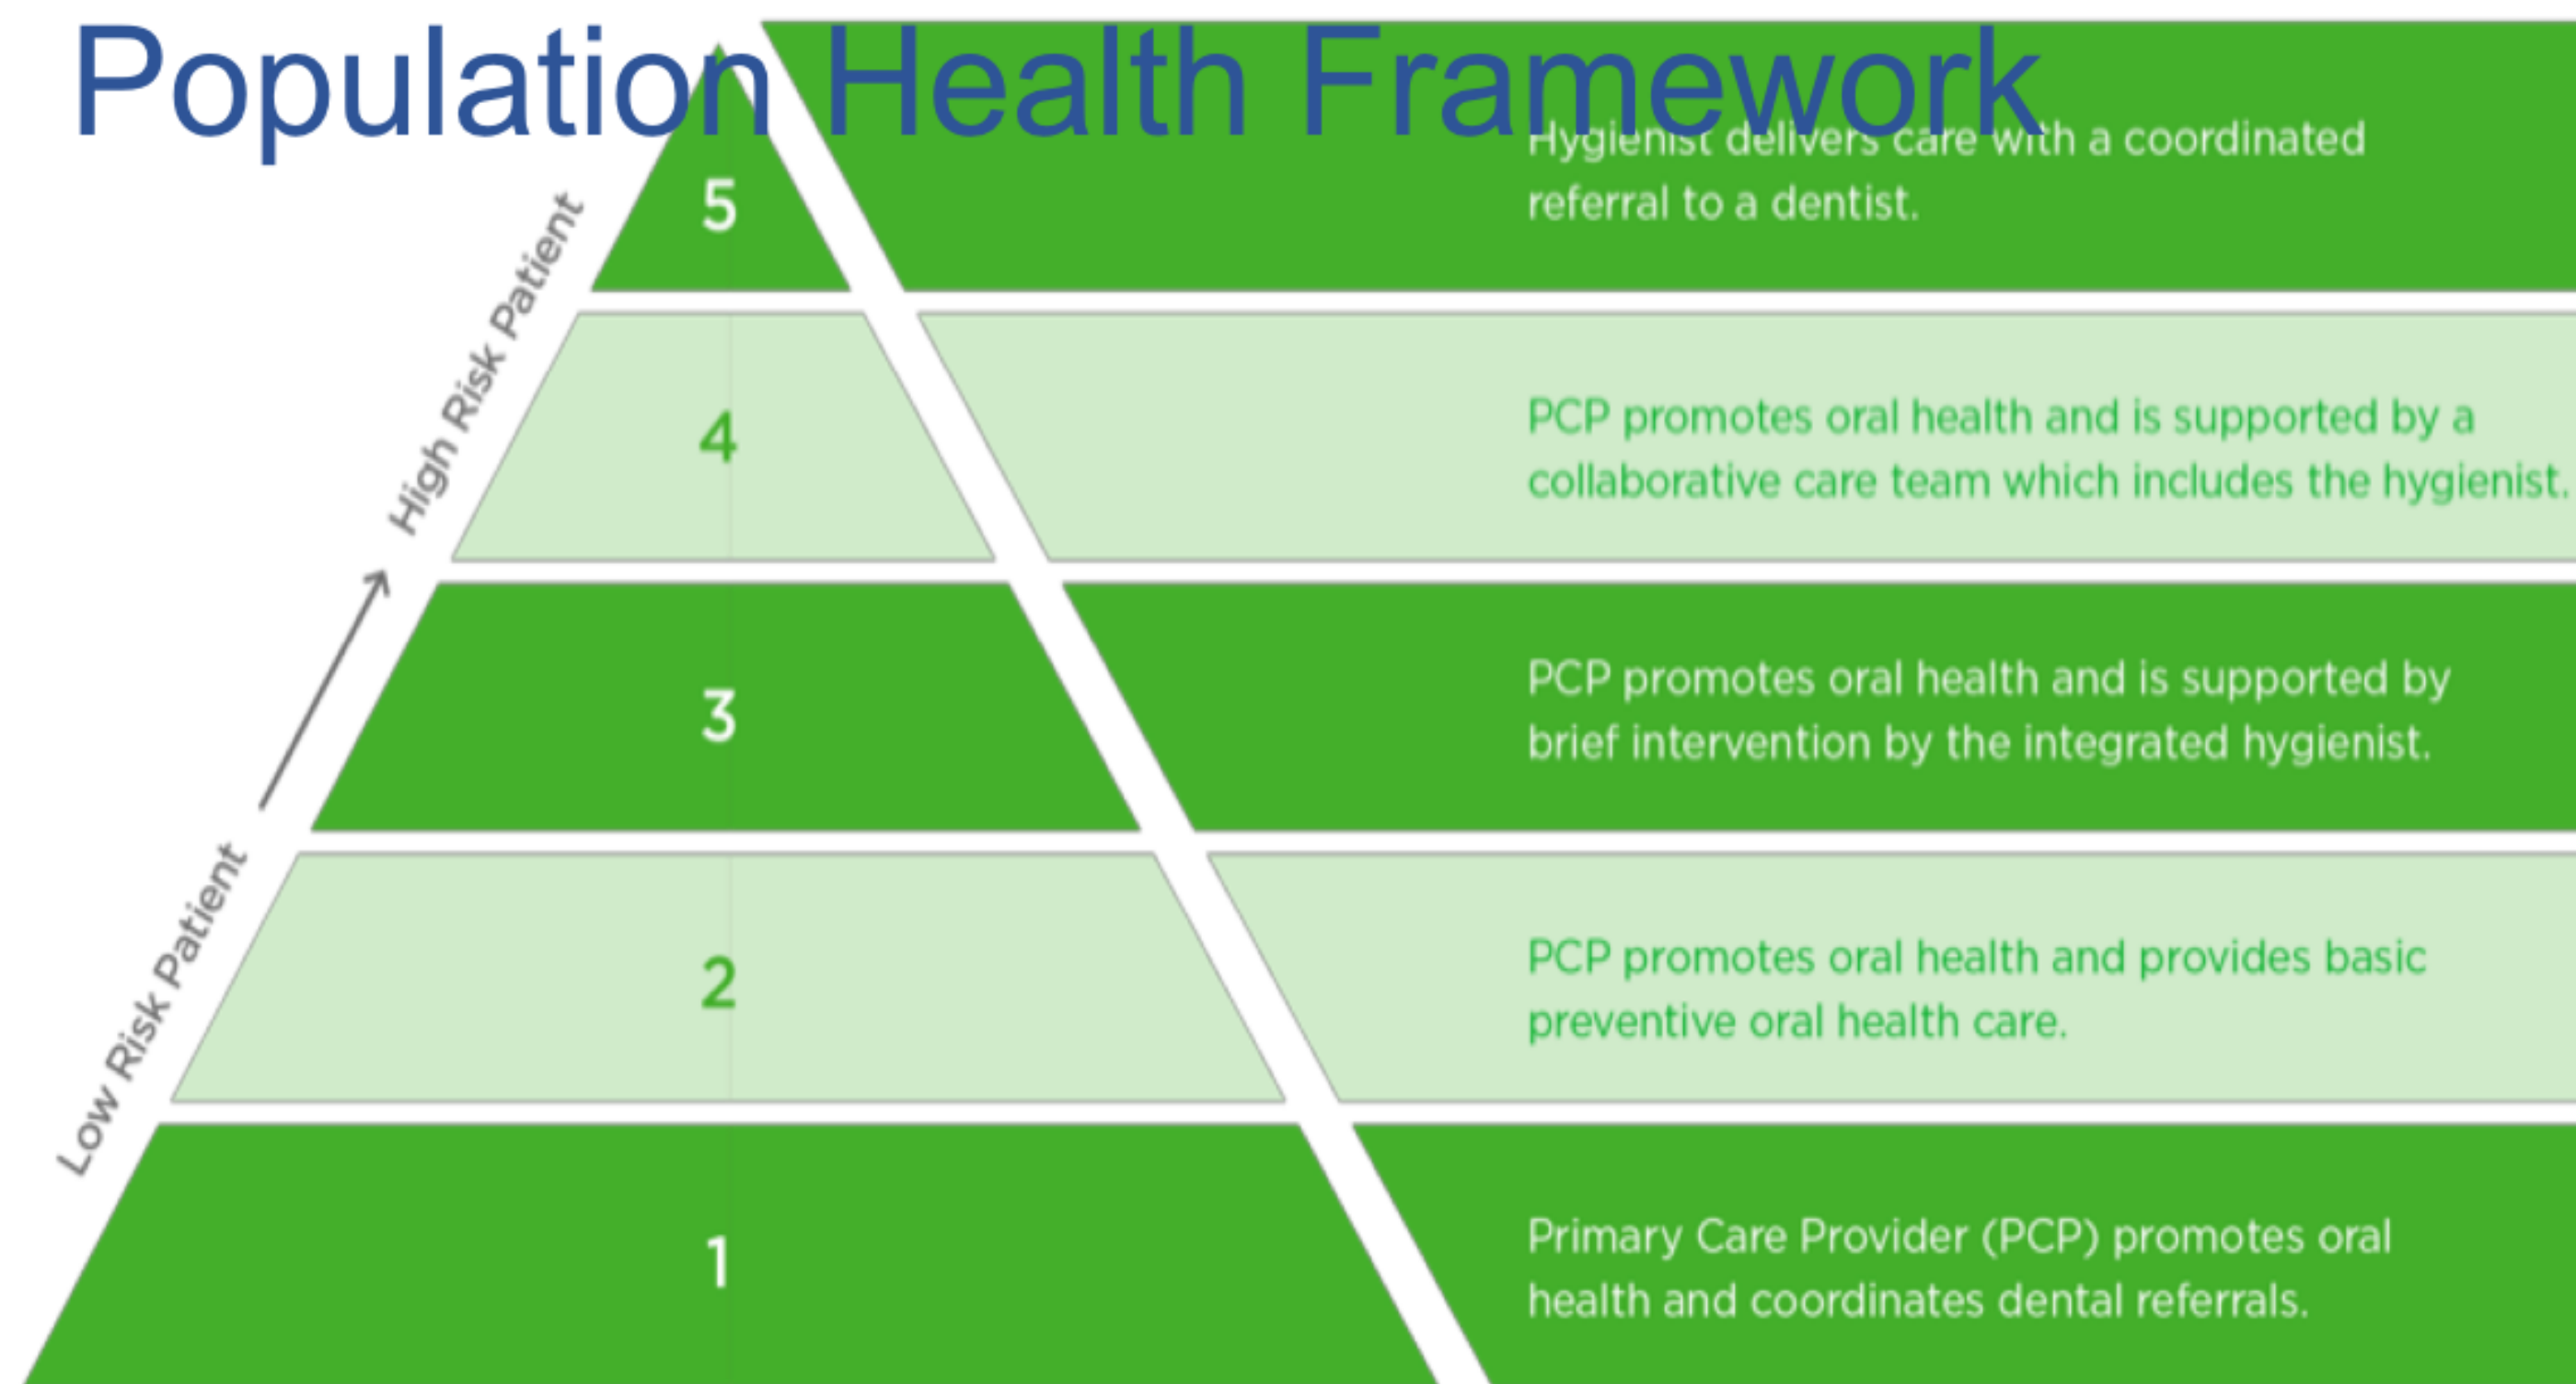 Population Health Framework
5
Hygienist delivers care with a coordinated
referral to a dentist.
High Risk Patient
4
PCP promotes oral health and is supported by a
collaborative care team which includes the hygienist.
3
PCP promotes oral health and is supported by
brief intervention by the integrated hygienist.
Low Risk Patient
2
PCP promotes oral health and provides basic
preventive oral health care.
1
Primary Care Provider (PCP) promotes oral
health and coordinates dental referrals.